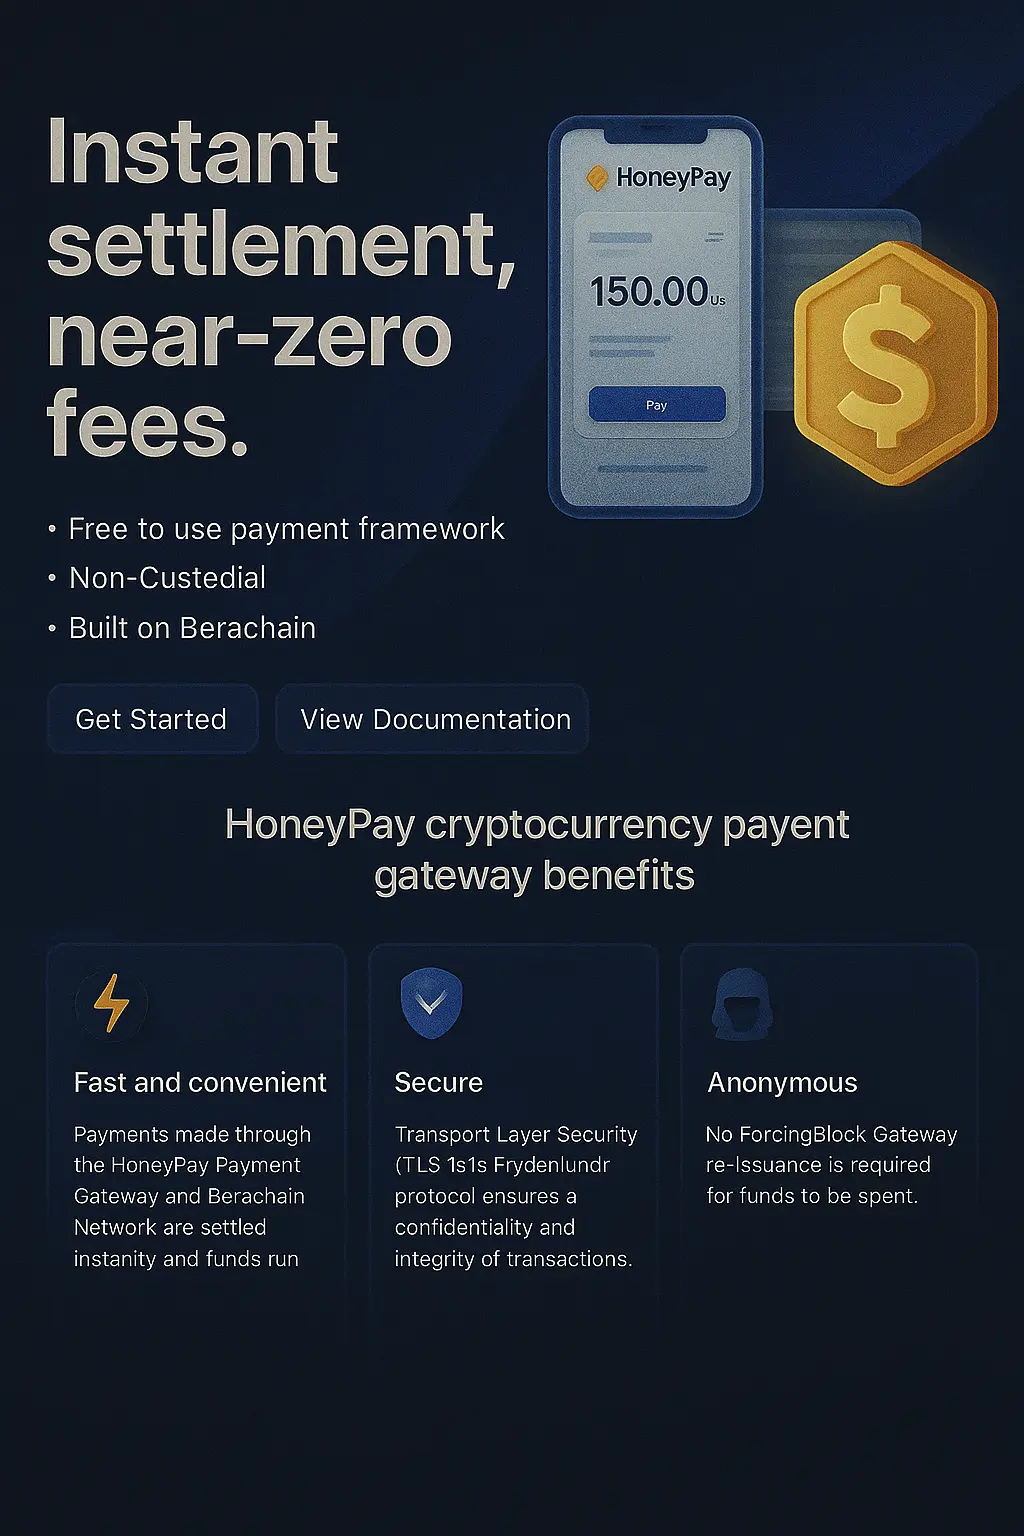 Instant
settlement,
near-zero
fees.
HoneyPay
150.00 Us
Pay
• Free to use payment framework
• Non-Custedial
• Built on Berachain
Get Started
View Documentation
HoneyPay cryptocurrency payent
gateway benefits
Fast and convenient
Payments made through
the HoneyPay Payment
Gateway and Berachain
Network are settled
instanity and funds run
Secure
Transport Layer Security
(TLS 1s1s Frydenlundr
protocol ensures a
confidentiality and
integrity of transactions.
Anonymous
No ForcingBlock Gateway
re-Issuance is required
for funds to be spent.